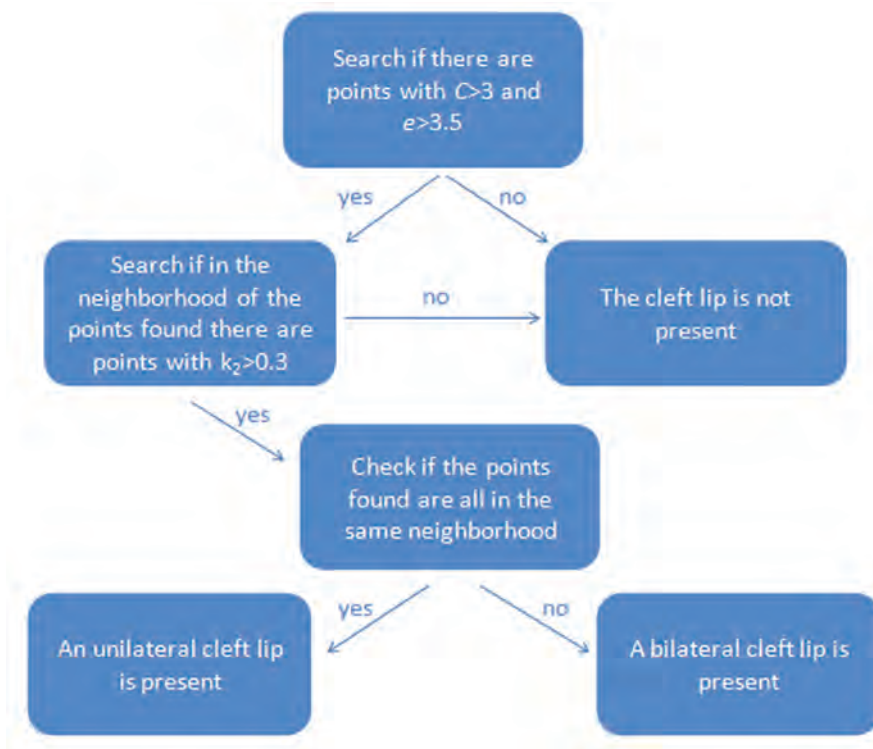 Search if there are
points with C>3 and
e>3.5
yes
no
Search if in the
neighborhood of the
points found there are
points with k₂>0.3
no
The cleft lip is not
present
yes
Check if the points
found are all in the
same neighborhood
yes
no
An unilateral cleft lip
is present
A bilateral cleft lip is
present